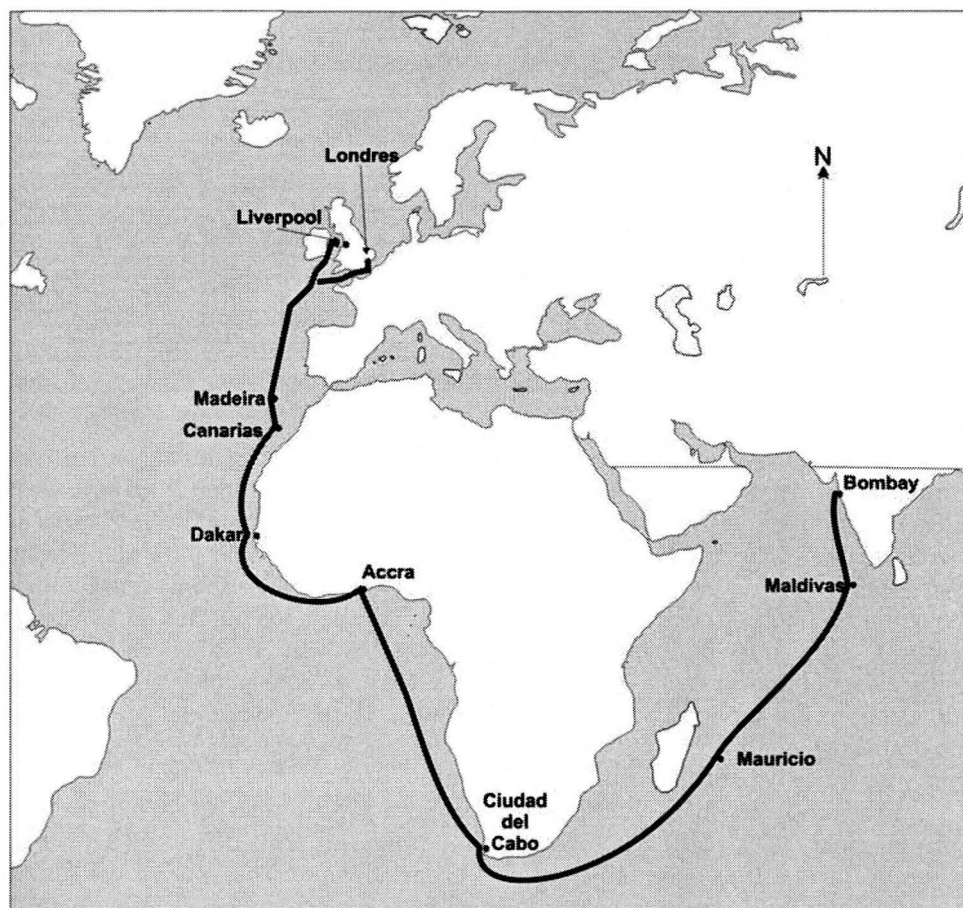 Londres
N
Liverpool
Madeira
Canarias
Bombay
Dakar
Accra
Maldivas
Mauricio
Ciudad
del
Cabo